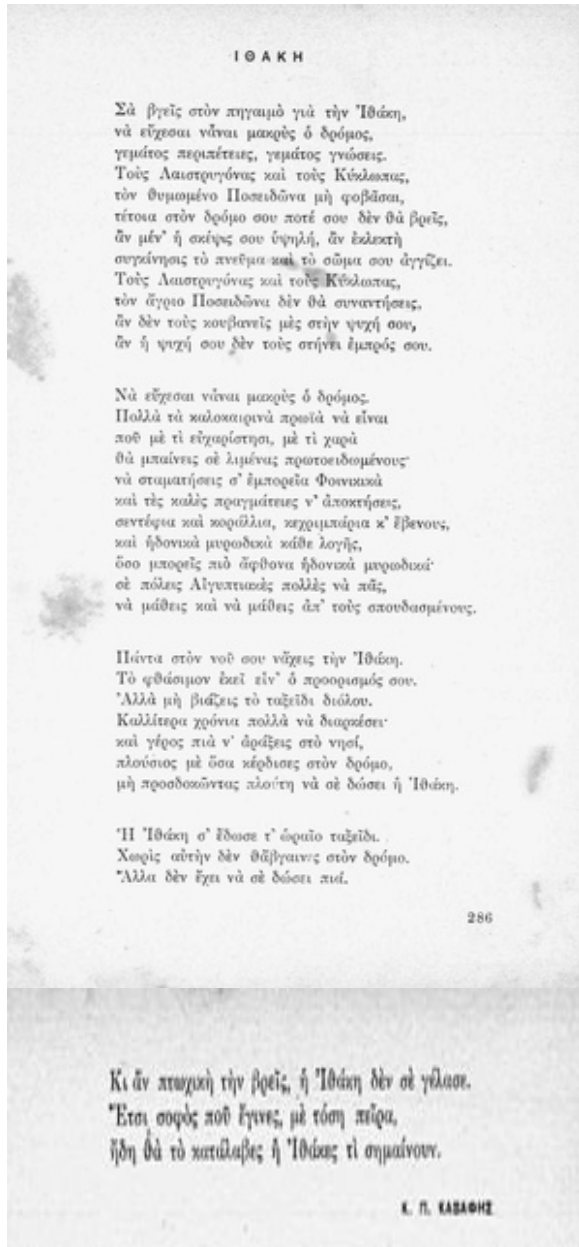 ΙΘΑΚΗ
Σὰ βγεῖς στὸν πηγαιμὸ γιὰ τὴν Ἰθάκη,
νὰ εὔχεσαι νἆναι μακρὺς ὁ δρόμος,
γεμάτος περιπέτειες, γεμάτος γνώσεις.
Τοὺς Λαιστρυγόνας καὶ τοὺς Κύκλωπας,
τὸν θυμωμένο Ποσειδῶνα μὴ φοβᾶσαι,
τέτοια στὸν δρόμο σου ποτέ σου δὲν θὰ βρεῖς,
ἂν μέν' ἡ σκέψις σου ὑψηλή, ἂν ἐκλεκτὴ
συγκίνησις τὸ πνεῦμα καὶ τὸ σῶμα σου ἀγγίζει.
Τοὺς Λαιστρυγόνας καὶ τοὺς Κύκλωπας,
τὸν ἄγριο Ποσειδῶνα δὲν θὰ συναντήσεις,
ἂν δὲν τοὺς κουβανεῖς μὲς στὴν ψυχή σου,
ἂν ἡ ψυχή σου δὲν τοὺς στήνει ἐμπρός σου.
Νὰ εὔχεσαι νἆναι μακρὺς ὁ δρόμος.
Πολλὰ τὰ καλοκαιρινὰ πρωϊὰ νὰ εἶναι
ποῦ μὲ τὶ εὐχαρίστησι, μὲ τὶ χαρὰ
θὰ μπαίνεις σὲ λιμένας πρωτοειδωμένους·
νὰ σταματήσεις σ' ἐμπορεῖα Φοινικικὰ
καὶ τὲς καλὲς πραγμάτειες ν' ἀποκτήσεις,
σεντέφια καὶ κοράλλια, κεχριμπάρια κ' ἔβενους,
καὶ ἡδονικὰ μυρωδικὰ κάθε λογῆς,
ὅσο μπορεῖς πιὸ ἄφθονα ἡδονικὰ μυρωδικά·
σὲ πόλεις Αἰγυπτιακὲς πολλὲς νὰ πᾶς,
νὰ μάθεις καὶ νὰ μάθεις ἀπ' τοὺς σπουδασμένους.
Πάντα στὸν νοῦ σου νἄχεις τὴν Ἰθάκη.
Τὸ φθάσιμον ἐκεῖ εἶν' ὁ προορισμός σου.
Ἀλλὰ μὴ βιάζεις τὸ ταξεῖδι διόλου.
Καλλίτερα χρόνια πολλὰ νὰ διαρκέσει·
καὶ γέρος πιὰ ν' ἀράξεις στὸ νησί,
πλούσιος μὲ ὅσα κέρδισες στὸν δρόμο,
μὴ προσδοκῶντας πλούτη νὰ σὲ δώσει ἡ Ἰθάκη.
Ἡ Ἰθάκη σ' ἔδωσε τ' ὡραῖο ταξεῖδι.
Χωρὶς αὐτὴν δὲν θἄβγαινες στὸν δρόμο.
Ἄλλα δὲν ἔχει νὰ σὲ δώσει πιά.
286
Κι ἂν πτωχικὴ τὴν βρεῖς, ἡ Ἰθάκη δὲν σὲ γέλασε.
Ἔτσι σοφὸς ποῦ ἔγινες, μὲ τόση πεῖρα,
ἤδη θὰ τὸ κατάλαβες ἡ Ἰθάκες τὶ σημαίνουν.
Κ. Π. ΚΑΒΑΦΗΣ